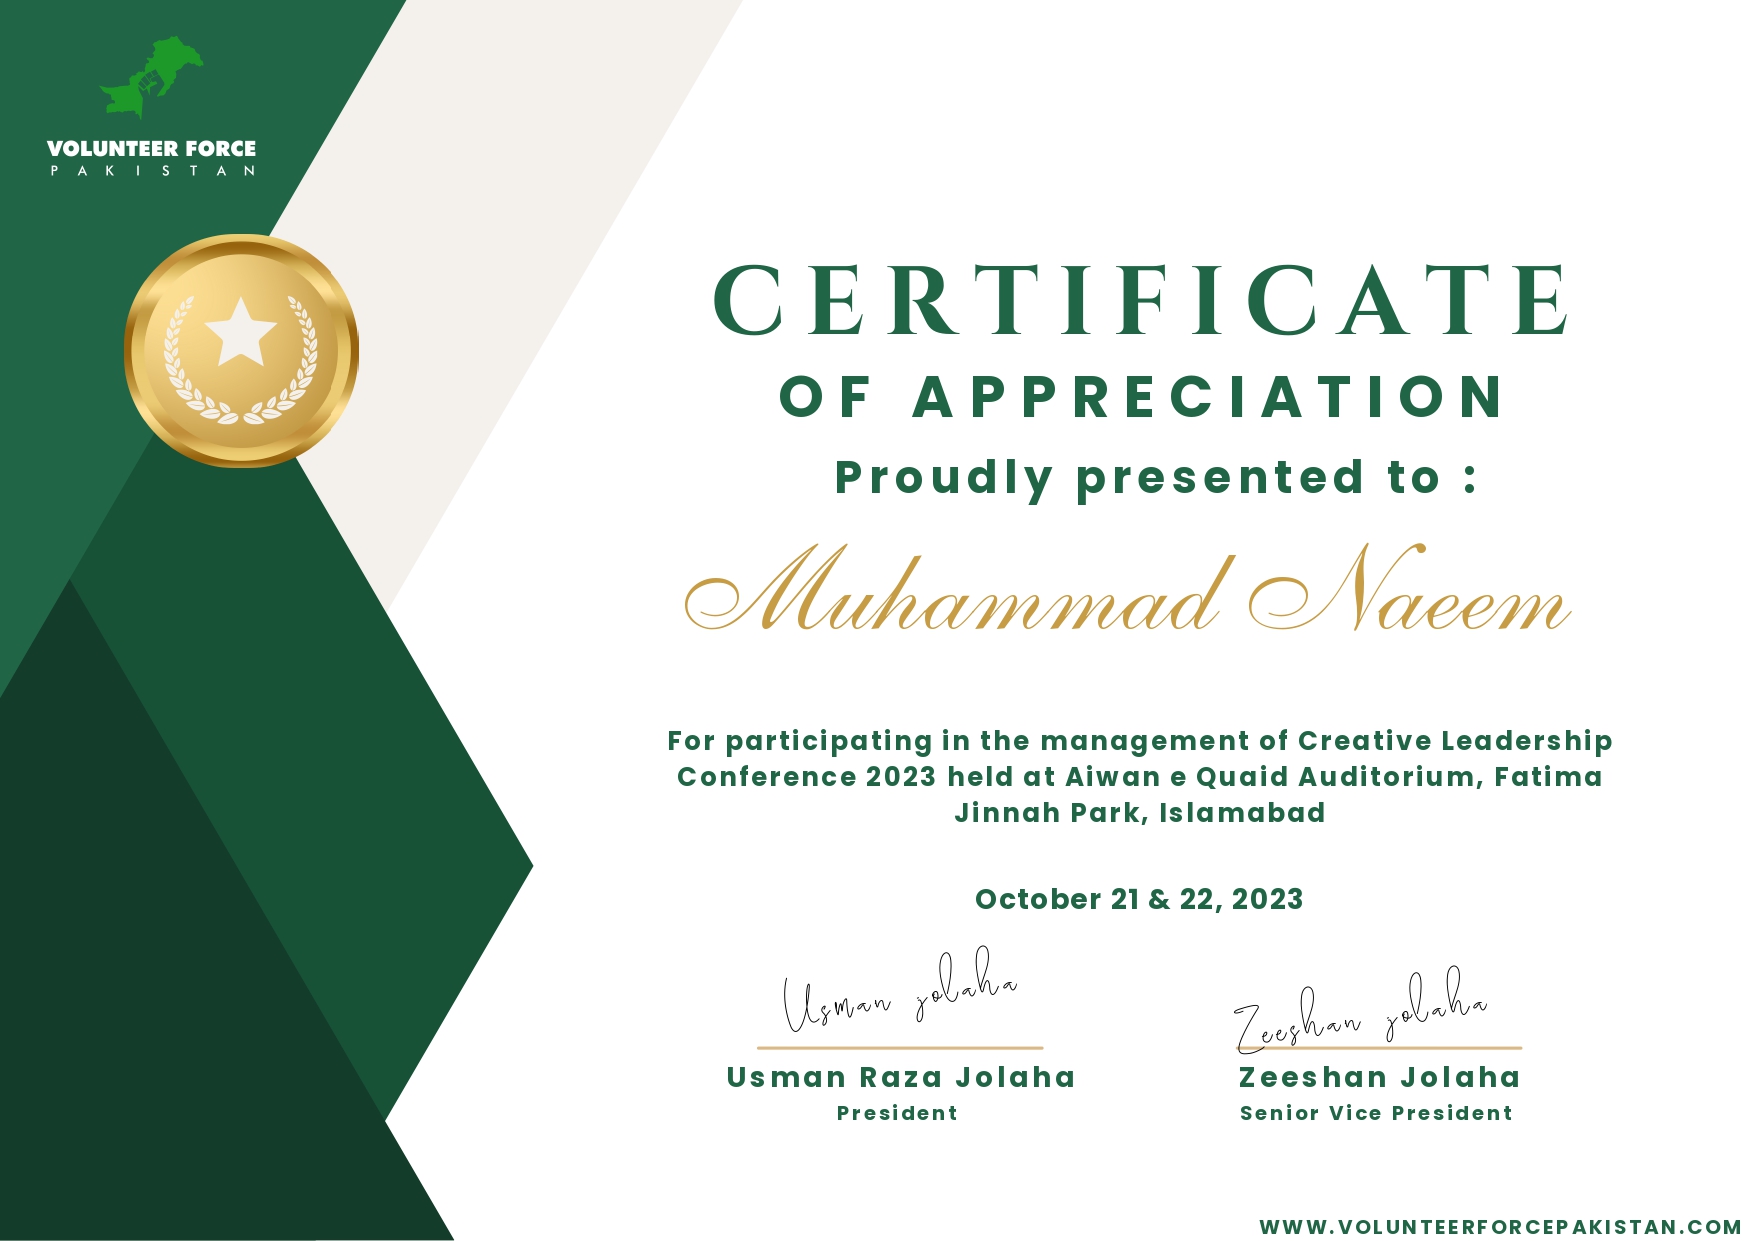 VOLUNTEER FORCE
PAKISTAN
CERTIFICATE
OF APPRECIATION
Proudly presented to :
Muhammad Naeem
For participating in the management of Creative Leadership
Conference 2023 held at Aiwan e Quaid Auditorium, Fatima
Jinnah Park, Islamabad
October 21 & 22, 2023
Usman jolaha
Zeeshan jolaha
Usman Raza Jolaha
Zeeshan Jolaha
President
Senior Vice President
WWW.VOLUNTEERFORCEPAKISTAN.COM